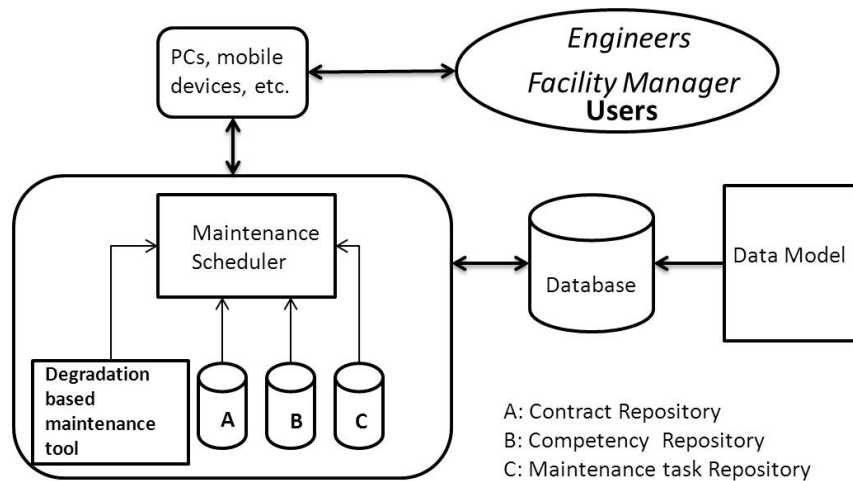 PCs, mobile
devices, etc.
Engineers
Facility Manager
Users
Maintenance
Scheduler
Database
Data Model
Degradation
based
maintenance
tool
A
B
C
A: Contract Repository
B: Competency Repository
C: Maintenance task Repository